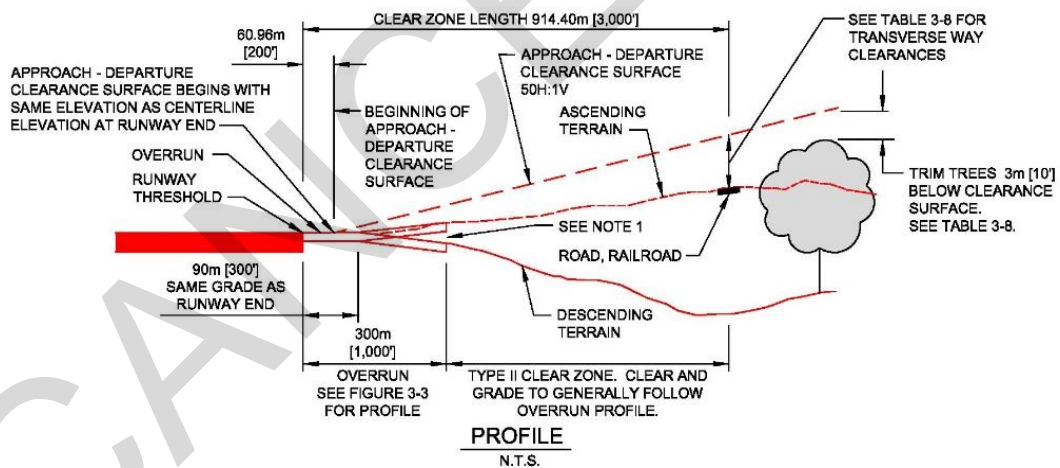 CLEAR ZONE LENGTH 914.40m [3,000']
60.96m
[200']
SEE TABLE 3-8 FOR
TRANSVERSE WAY
CLEARANCES
APPROACH - DEPARTURE
CLEARANCE SURFACE
50H:1V
APPROACH - DEPARTURE
CLEARANCE SURFACE BEGINS WITH
SAME ELEVATION AS CENTERLINE
ELEVATION AT RUNWAY END
BEGINNING OF
APPROACH -
DEPARTURE
CLEARANCE
SURFACE
ASCENDING
TERRAIN
OVERRUN
RUNWAY
THRESHOLD
TRIM TREES 3m [10']
BELOW CLEARANCE
SURFACE.
SEE TABLE 3-8.
SEE NOTE 1
ROAD, RAILROAD
90m [300']
SAME GRADE AS
RUNWAY END
DESCENDING
TERRAIN
300m
[1,000']
OVERRUN
SEE FIGURE 3-3
FOR PROFILE
TYPE II CLEAR ZONE. CLEAR AND
GRADE TO GENERALLY FOLLOW
OVERRUN PROFILE.
PROFILE
N.T.S.
CANCE